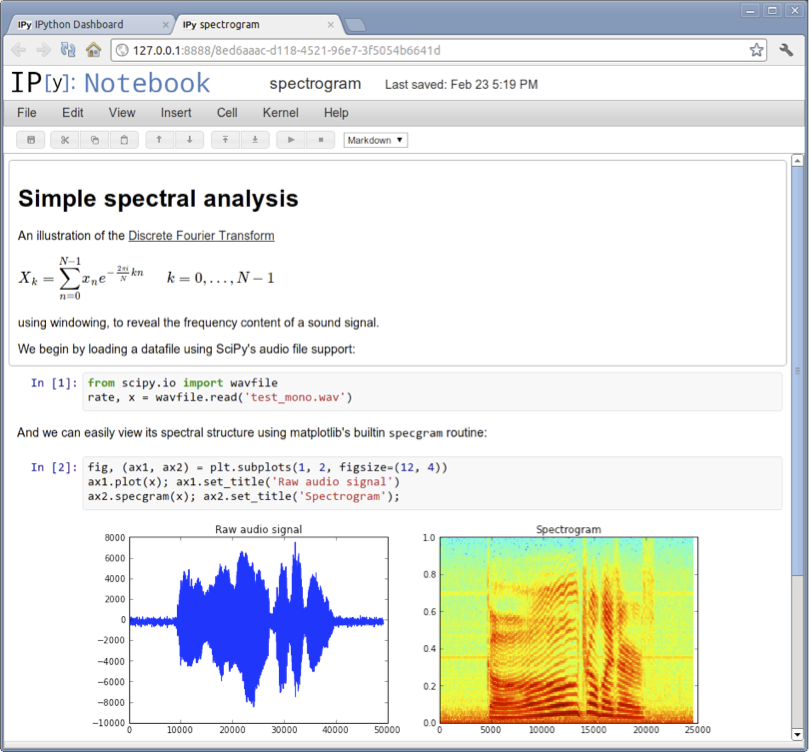 IPy IPython Dashboard
IPy spectrogram
127.0.0.1:8888/8ed6aaac-d118-4521-96e7-3f5054b6641d
IP[y]: Notebook
spectrogram
Last saved: Feb 23 5:19 PM
File Edit View Insert Cell Kernel Help
Markdown
Simple spectral analysis
An illustration of the Discrete Fourier Transform
X_k = \sum_{n=0}^{N-1} x_n e^{-\frac{2\pi i}{N} kn} k = 0, . . . , N − 1
using windowing, to reveal the frequency content of a sound signal.
We begin by loading a datafile using SciPy's audio file support:
In [1]: from scipy.io import wavfile
rate, x = wavfile.read('test_mono.wav')
And we can easily view its spectral structure using matplotlib's builtin specgram routine:
In [2]: fig, (ax1, ax2) = plt.subplots(1, 2, figsize=(12, 4))
ax1.plot(x); ax1.set_title('Raw audio signal')
ax2.specgram(x); ax2.set_title('Spectrogram');
Raw audio signal
8000
6000
4000
2000
0
−2000
−4000
−6000
−8000
−10000
0 10000 20000 30000 40000 50000
Spectrogram
1.0
0.8
0.6
0.4
0.2
0.0
0 5000 10000 15000 20000 25000